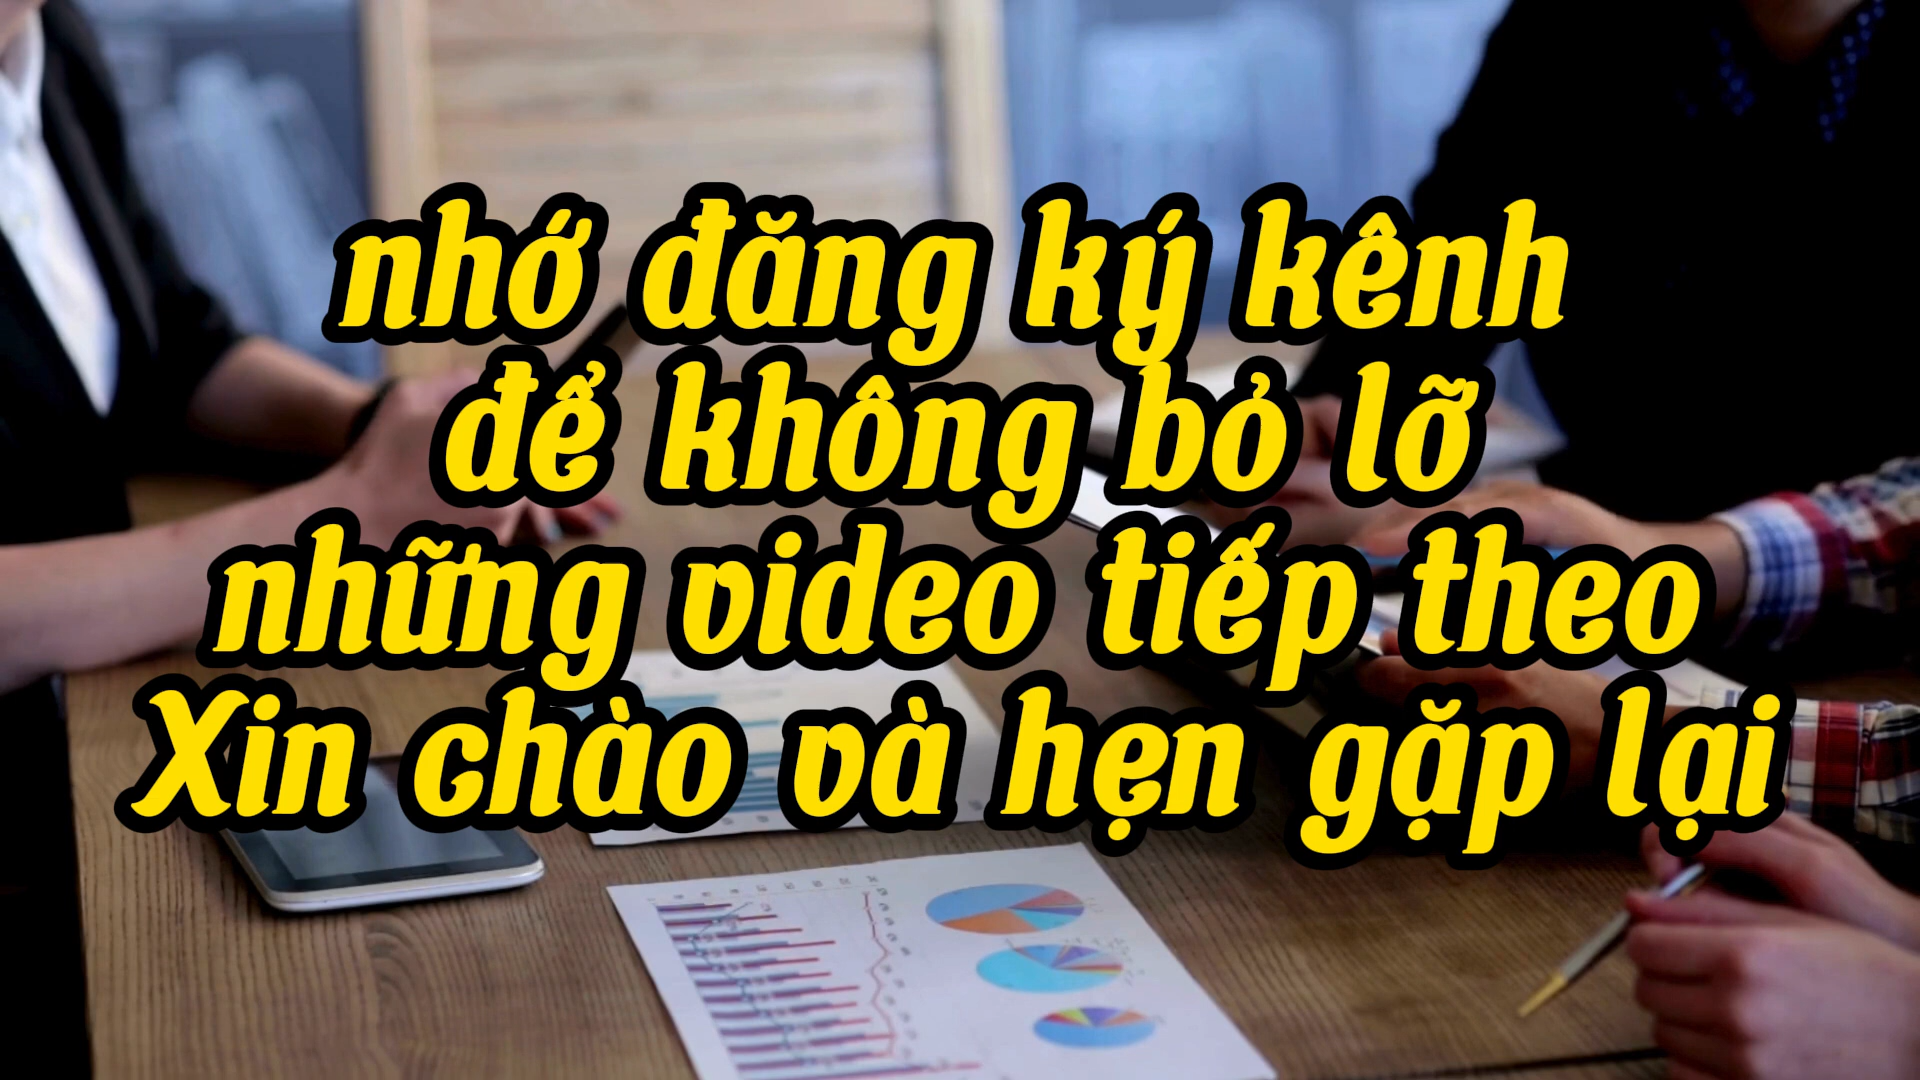 nhớ đăng ký kênh
để không bỏ lỡ
những video tiếp theo
Xin chào và hẹn gặp lại